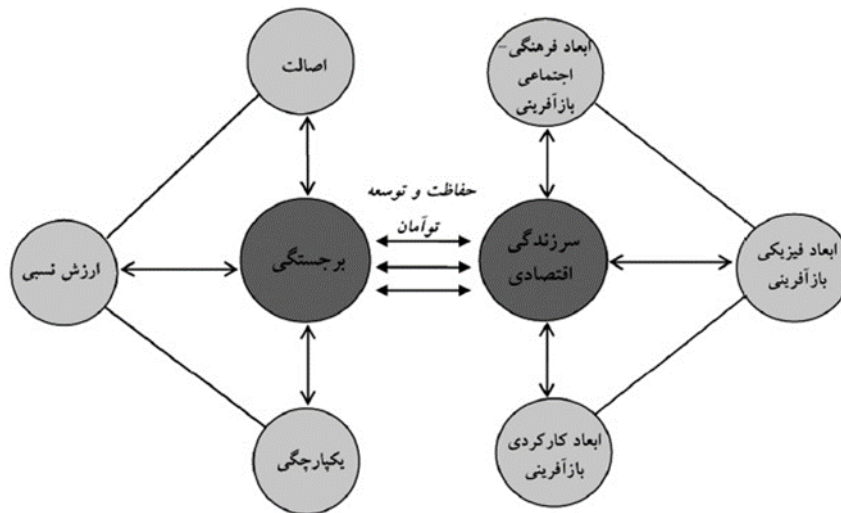 اصالت
ابعاد فرهنگی-
اجتماعی
بازآفرینی
حفاظت و توسعه
توآمان
سرزندگی
اقتصادی
برجستگی
ارزش نسبی
ابعاد فیزیکی
بازآفرینی
یکپارچگی
ابعاد کارکردی
بازآفرینی